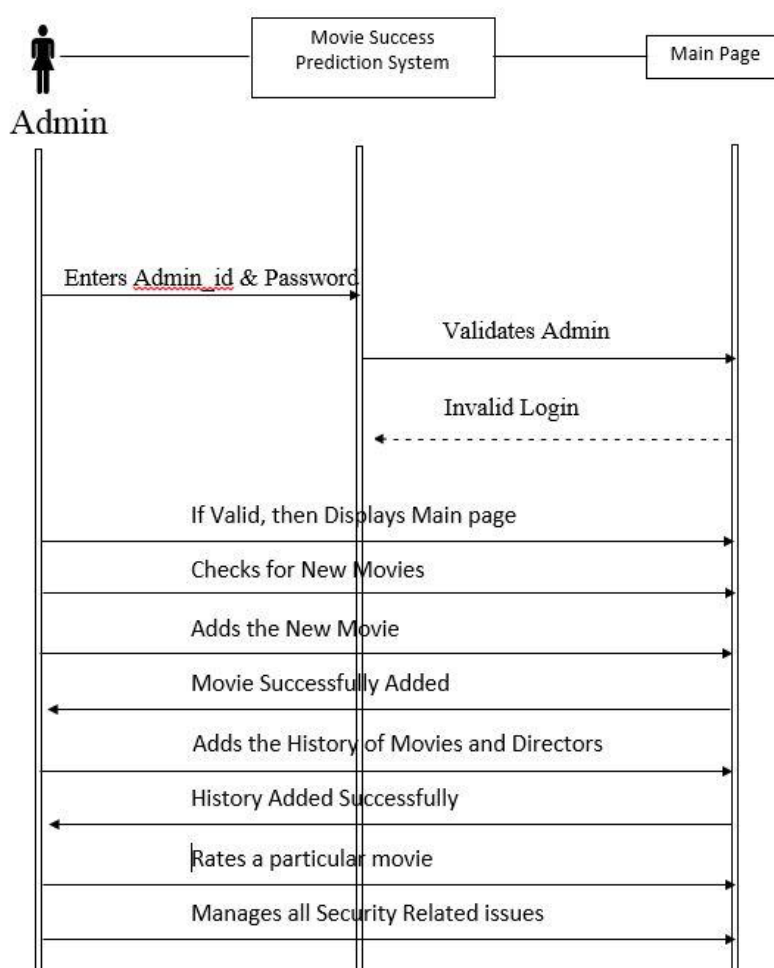 Movie Success
Prediction System
Main Page
Admin
Enters Admin_id & Password
Validates Admin
Invalid Login
If Valid, then Displays Main page
Checks for New Movies
Adds the New Movie
Movie Successfully Added
Adds the History of Movies and Directors
History Added Successfully
Rates a particular movie
Manages all Security Related issues